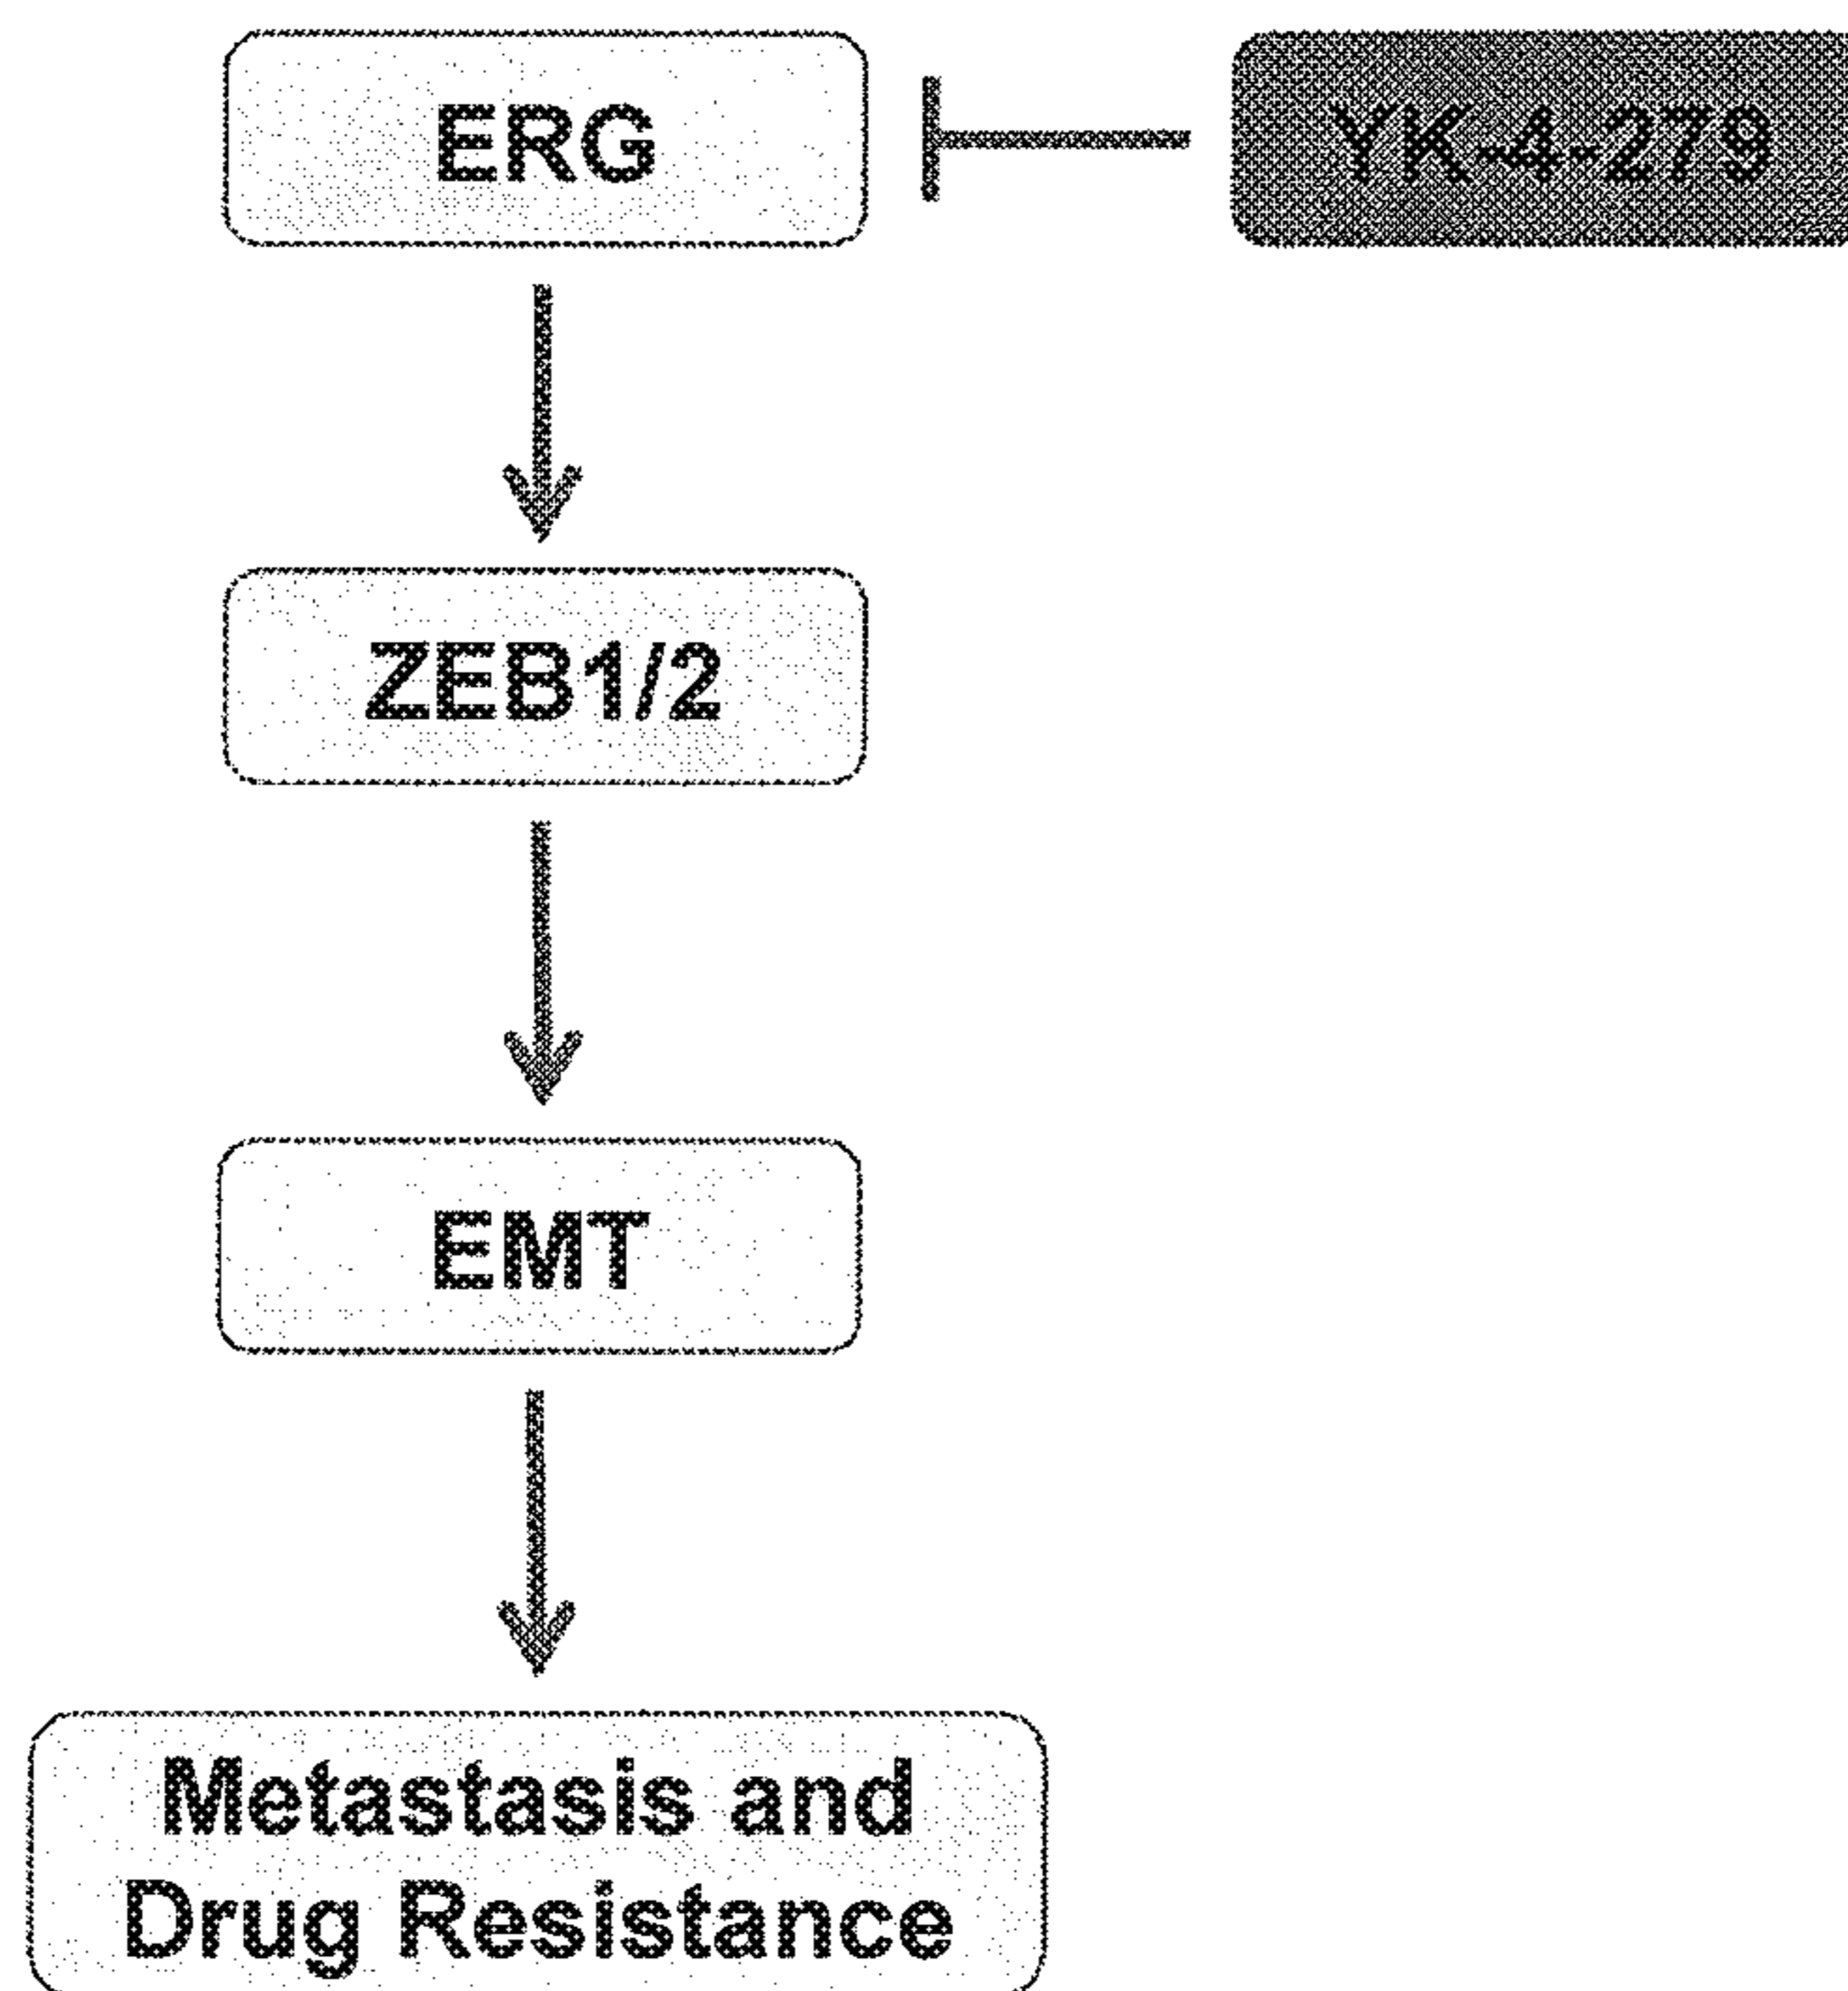 ERG
YK-4-279
ZEB1/2
EMT
Metastasis and
Drug Resistance